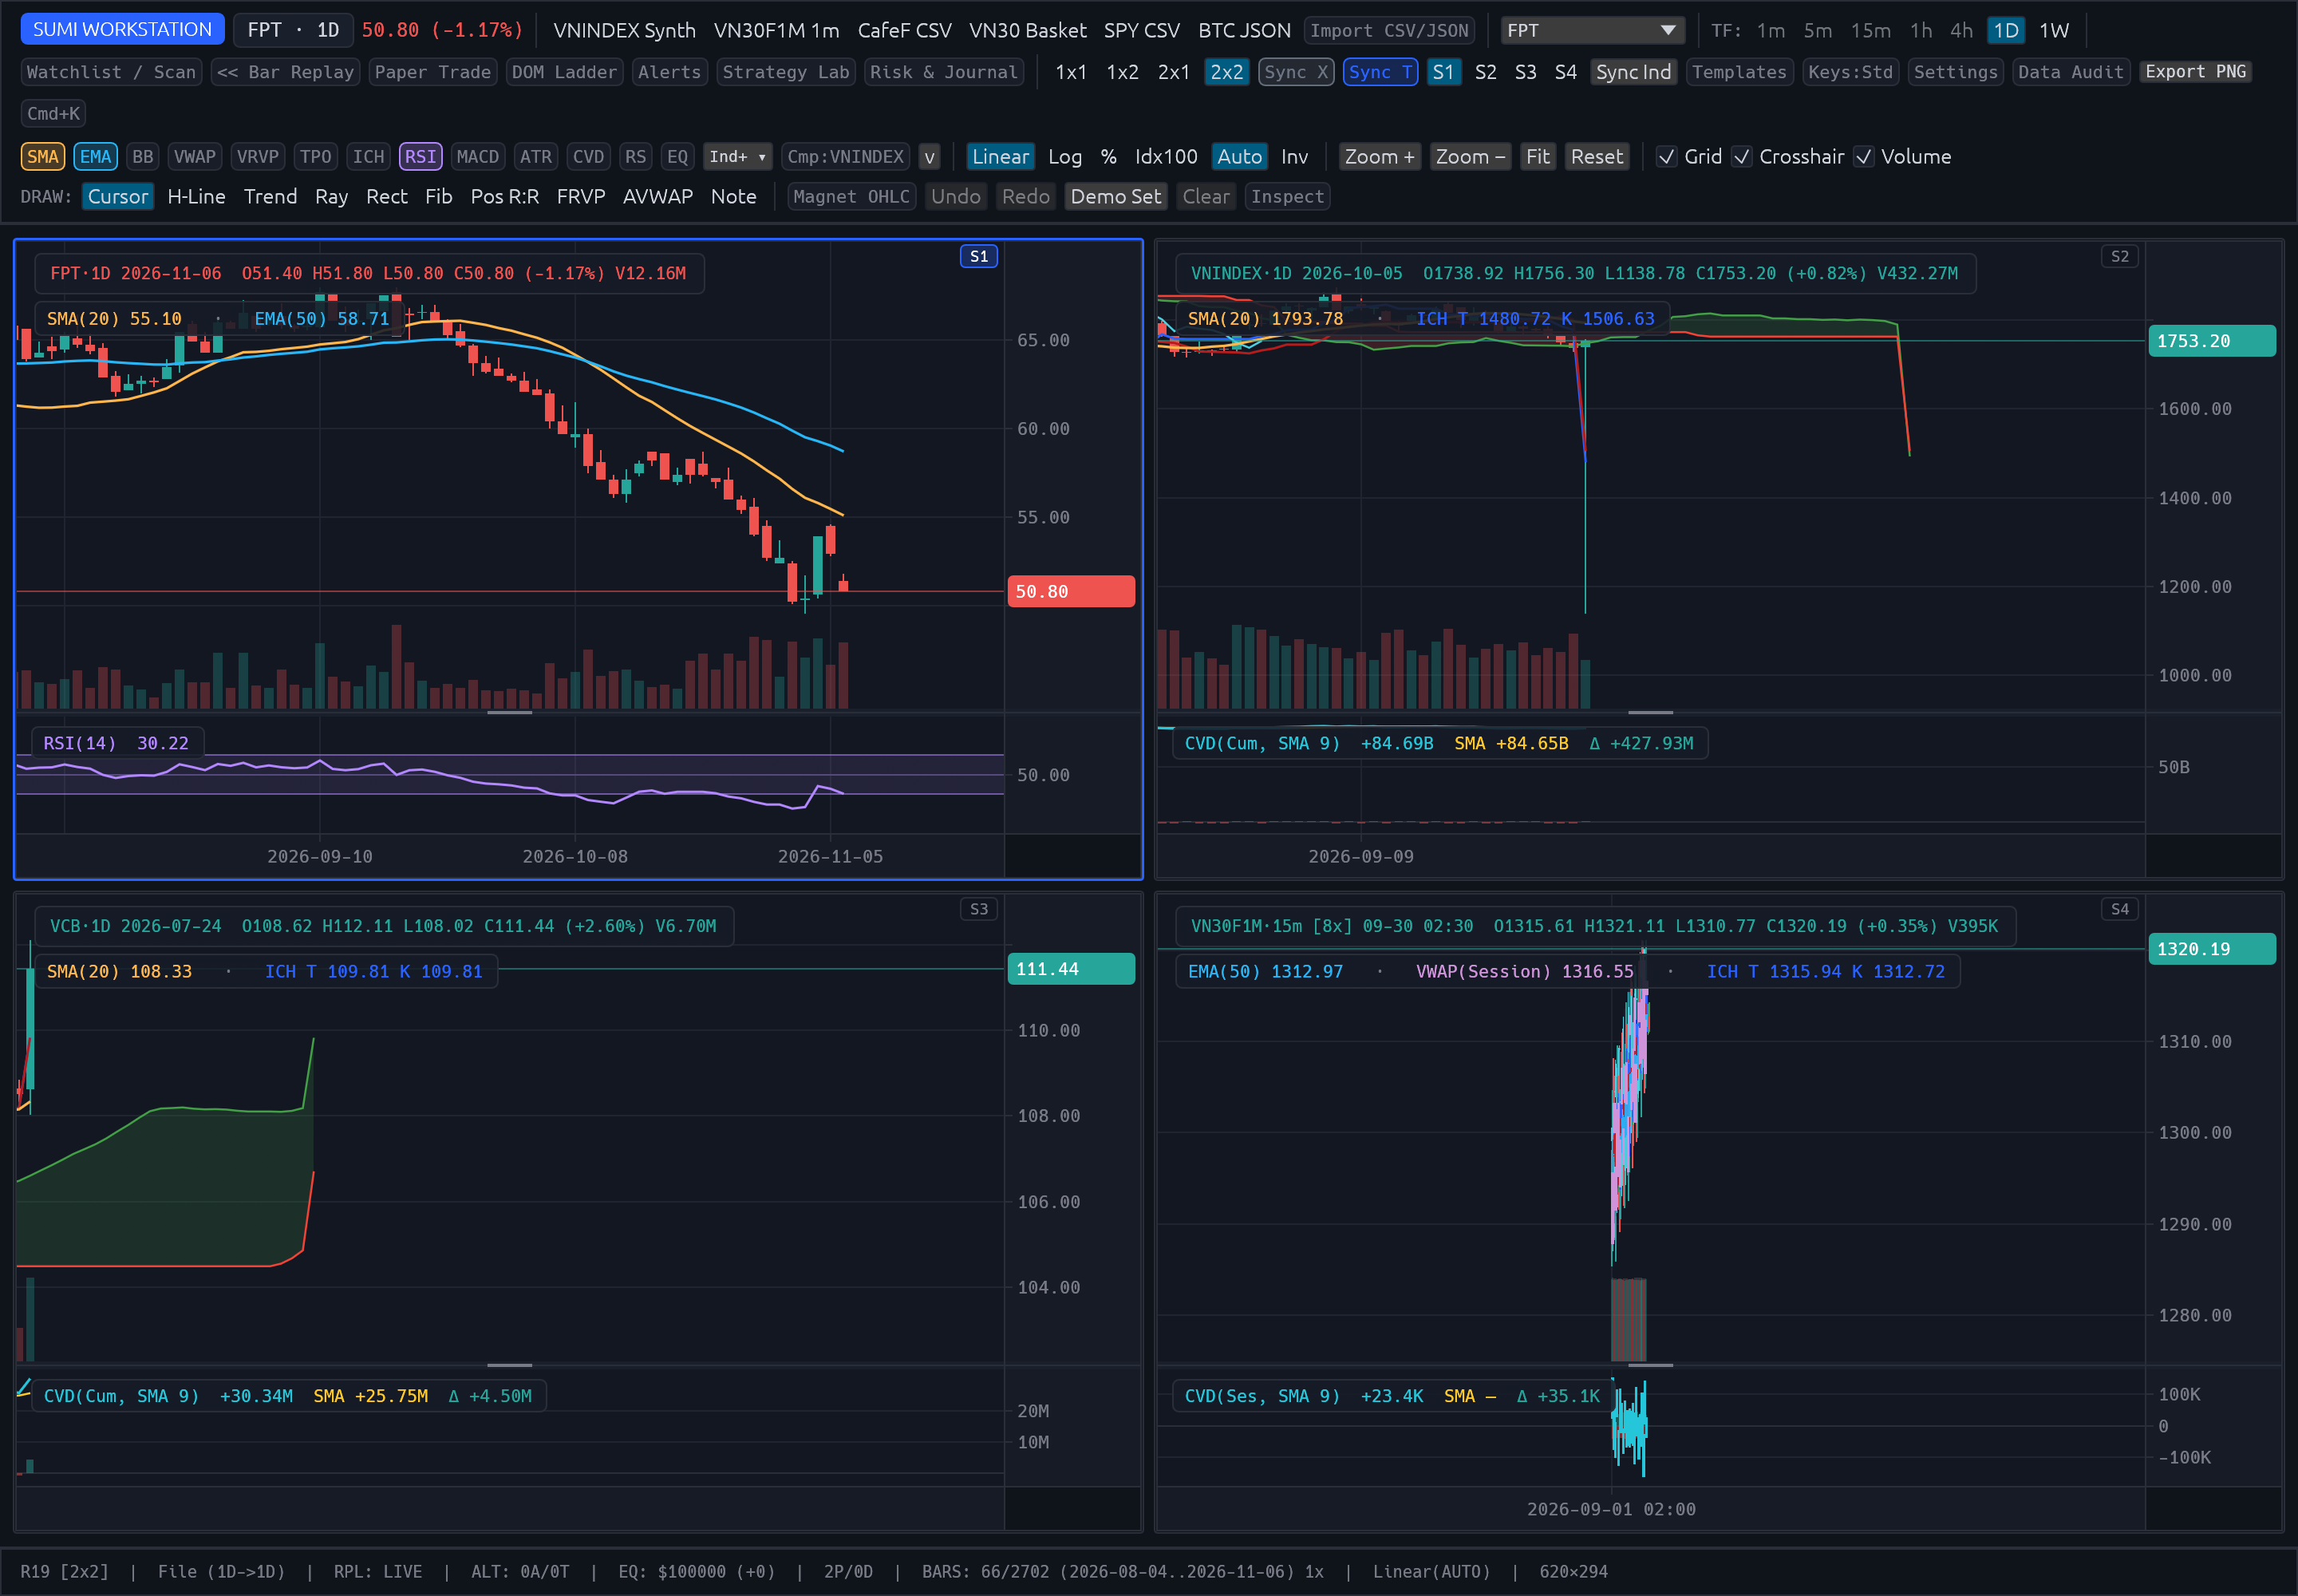 SUMI WORKSTATION FPT · 1D 50.80 (-1.17%) VNINDEX Synth VN30F1M 1m CafeF CSV VN30 Basket SPY CSV BTC JSON Import CSV/JSON FPT TF: 1m 5m 15m 1h 4h 1D 1W
Watchlist / Scan << Bar Replay Paper Trade DOM Ladder Alerts Strategy Lab Risk & Journal 1x1 1x2 2x1 2x2 Sync X Sync T S1 S2 S3 S4 Sync Ind Templates Keys:Std Settings Data Audit Export PNG
Cmd+K
SMA EMA BB VWAP VRVP TPO ICH RSI MACD ATR CVD RS EQ Ind+ ▾ Cmp:VNINDEX v Linear Log % Idx100 Auto Inv Zoom + Zoom − Fit Reset Grid Crosshair Volume
DRAW: Cursor H-Line Trend Ray Rect Fib Pos R:R FRVP AVWAP Note Magnet OHLC Undo Redo Demo Set Clear Inspect
S1
FPT·1D 2026-11-06 O51.40 H51.80 L50.80 C50.80 (-1.17%) V12.16M
SMA(20) 55.10 · EMA(50) 58.71
65.00
60.00
55.00
50.80
RSI(14) 30.22
50.00
2026-09-10 2026-10-08 2026-11-05
S2
VNINDEX·1D 2026-10-05 O1738.92 H1756.30 L1138.78 C1753.20 (+0.82%) V432.27M
SMA(20) 1793.78 · ICH T 1480.72 K 1506.63
1753.20
1600.00
1400.00
1200.00
1000.00
CVD(Cum, SMA 9) +84.69B SMA +84.65B Δ +427.93M
50B
2026-09-09
S3
VCB·1D 2026-07-24 O108.62 H112.11 L108.02 C111.44 (+2.60%) V6.70M
SMA(20) 108.33 · ICH T 109.81 K 109.81
111.44
110.00
108.00
106.00
104.00
CVD(Cum, SMA 9) +30.34M SMA +25.75M Δ +4.50M
20M
10M
S4
VN30F1M·15m [8x] 09-30 02:30 O1315.61 H1321.11 L1310.77 C1320.19 (+0.35%) V395K
1320.19
EMA(50) 1312.97 · VWAP(Session) 1316.55 · ICH T 1315.94 K 1312.72
1310.00
1300.00
1290.00
1280.00
CVD(Ses, SMA 9) +23.4K SMA — Δ +35.1K
100K
0
-100K
2026-09-01 02:00
R19 [2x2] | File (1D->1D) | RPL: LIVE | ALT: 0A/0T | EQ: $100000 (+0) | 2P/0D | BARS: 66/2702 (2026-08-04..2026-11-06) 1x | Linear(AUTO) | 620×294